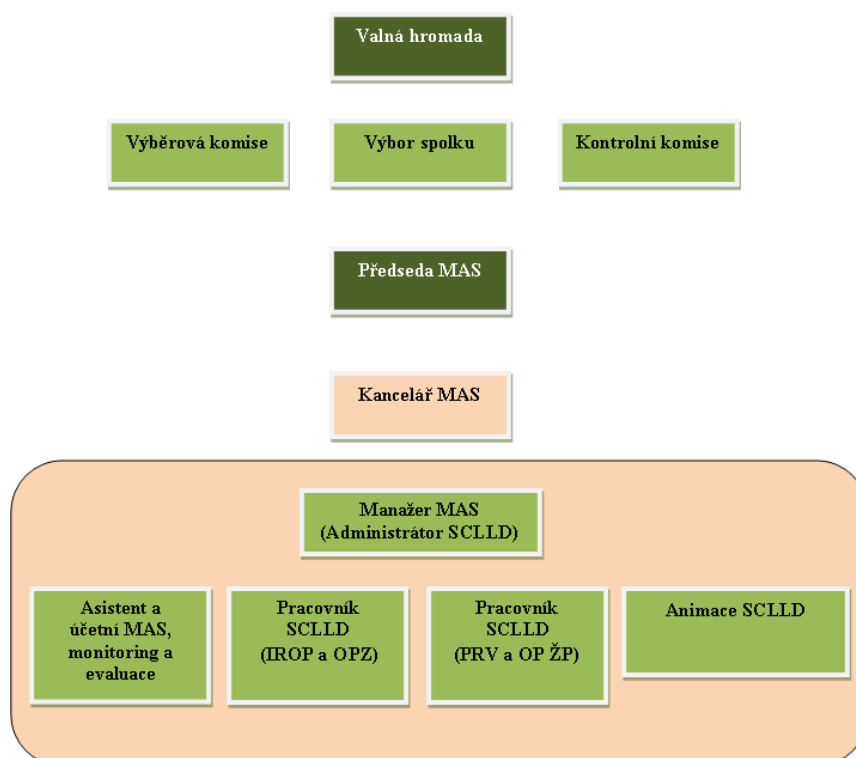 Valná hromada
Výběrová komise
Výbor spolku
Kontrolní komise
Předseda MAS
Kancelář MAS
Manažer MAS
(Administrátor SCLLD)
Asistent a
účetní MAS,
monitoring a
evaluace
Pracovník
SCLLD
(IROP a OPZ)
Pracovník
SCLLD
(PRV a OP ŽP)
Animace SCLLD